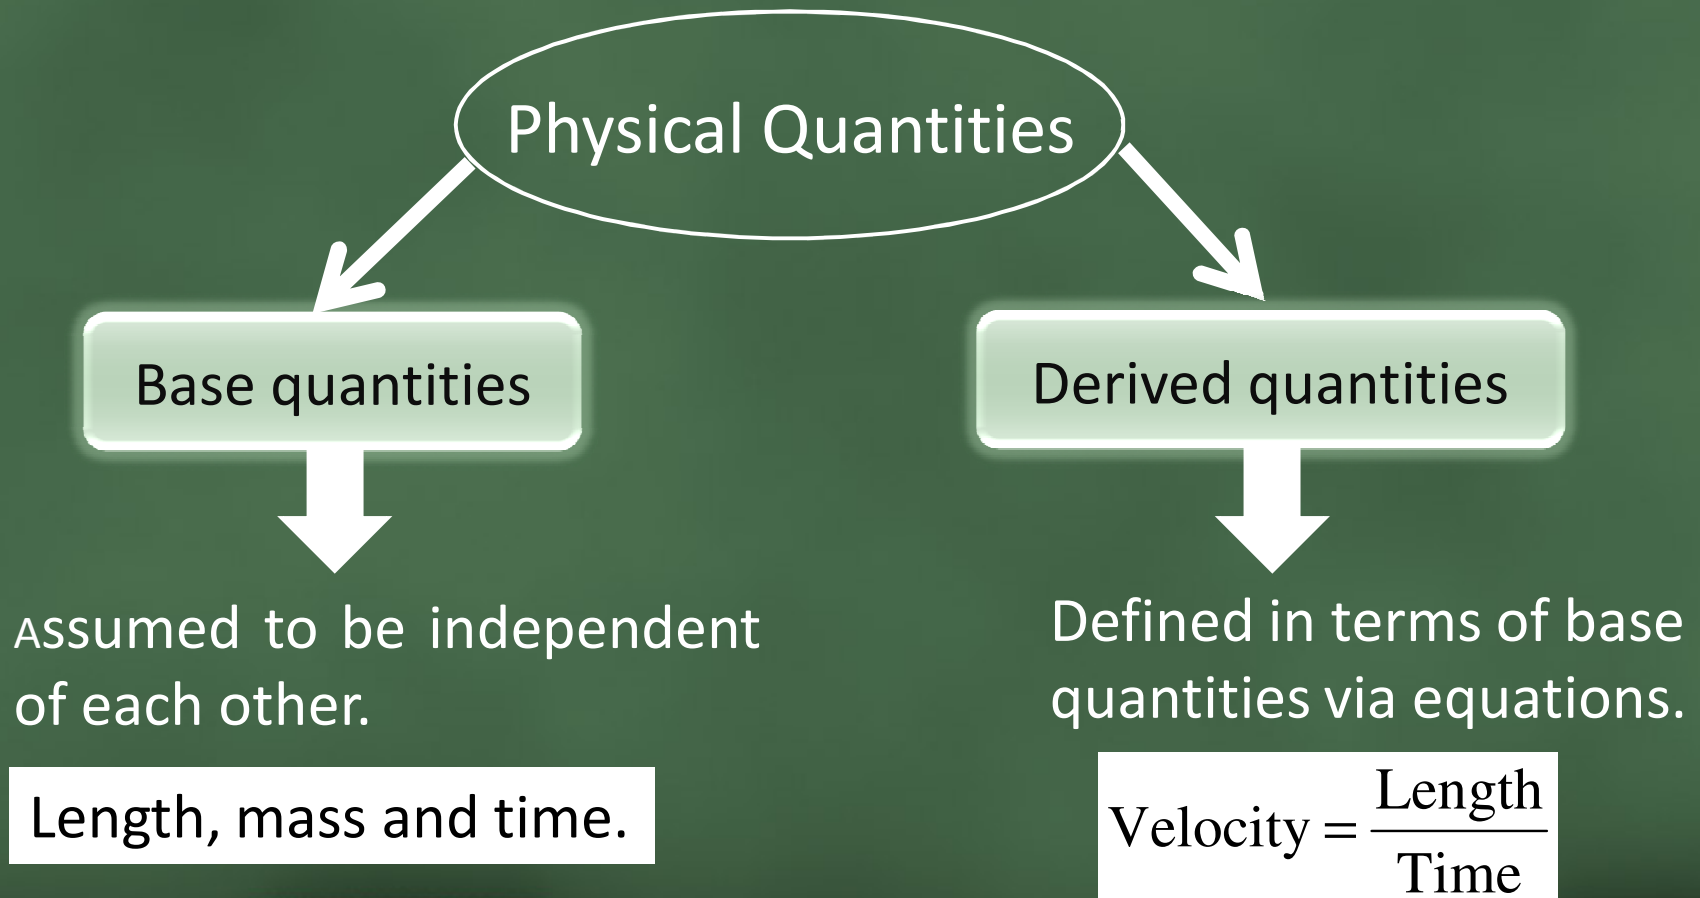 Physical Quantities
Base quantities
Assumed to be independent
of each other.
Length, mass and time.
Derived quantities
Defined in terms of base
quantities via equations.
Velocity = Length
Time